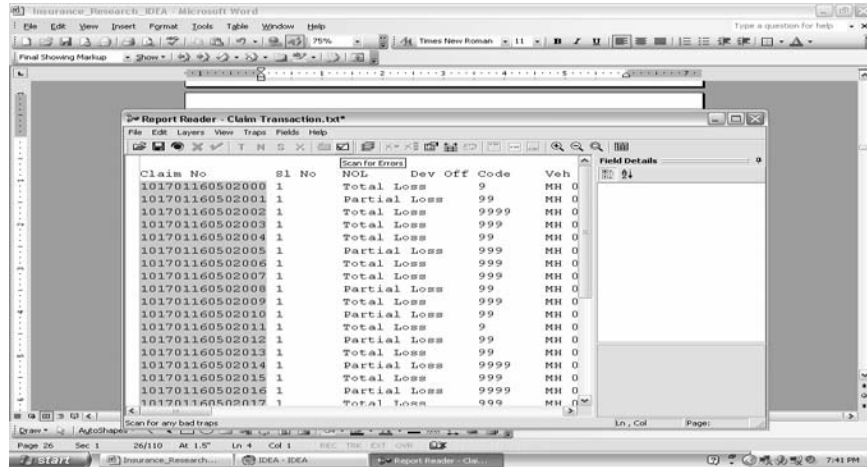 Insurance_Research_IDEA - Microsoft Word
File Edit View Insert Format Tools Table Window Help
Type a question for help
75%
Times New Roman
11
B I U
Final Showing Markup
Show
Report Reader - Claim Transaction.txt*
File Edit Layers View Traps Fields Help
T N S X
Scan for Errors
Field Details
Claim No Sl No NOL Dev Off Code Veh
101701160502000 1 Total Loss 9 MH 0
101701160502001 1 Partial Loss 99 MH 0
101701160502002 1 Total Loss 9999 MH 0
101701160502003 1 Total Loss 999 MH 0
101701160502004 1 Total Loss 99 MH 0
101701160502005 1 Partial Loss 999 MH 0
101701160502006 1 Total Loss 999 MH 0
101701160502007 1 Total Loss 999 MH 0
101701160502008 1 Partial Loss 99 MH 0
101701160502009 1 Total Loss 999 MH 0
101701160502010 1 Partial Loss 99 MH 0
101701160502011 1 Total Loss 9 MH 0
101701160502012 1 Partial Loss 99 MH 0
101701160502013 1 Total Loss 99 MH 0
101701160502014 1 Partial Loss 9999 MH 0
101701160502015 1 Total Loss 999 MH 0
101701160502016 1 Partial Loss 9999 MH 0
101701160502017 1 Total Loss 999 MH 0
Scan for any bad traps
Ln , Col Page:
Draw AutoShapes
Page 26 Sec 1 26/110 At 1.5" Ln 4 Col 1 REC TRK EXT OVR
start
Insurance_Research...
IDEA - IDEA
Report Reader - Clai...
7:41 PM